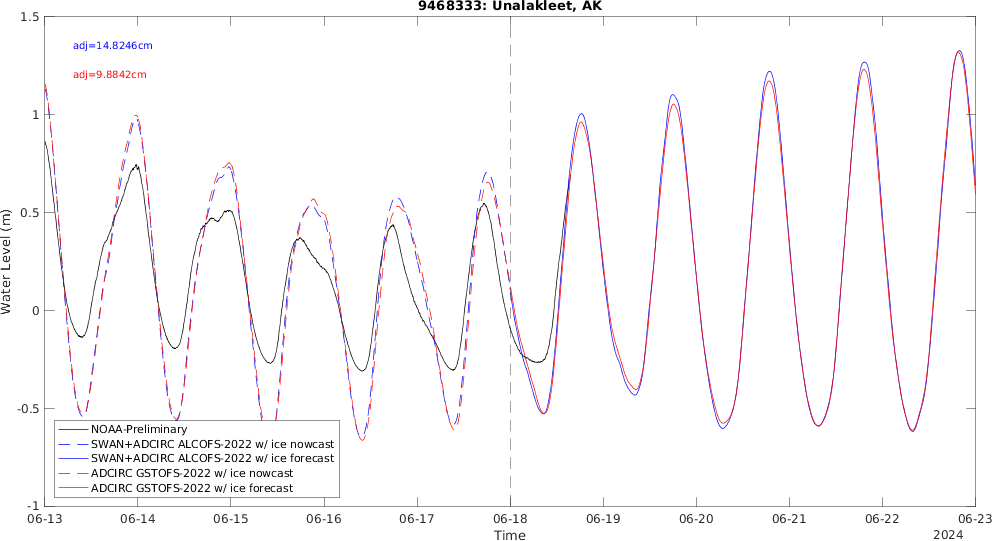 9468333: Unalakleet, AK
1.5
adj=14.8246cm
adj=9.8842cm
1
0.5
Water Level (m)
0
-0.5
NOAA-Preliminary
SWAN+ADCIRC ALCOFS-2022 w/ ice nowcast
SWAN+ADCIRC ALCOFS-2022 w/ ice forecast
ADCIRC GSTOFS-2022 w/ ice nowcast
ADCIRC GSTOFS-2022 w/ ice forecast
-1
06-13 06-14 06-15 06-16 06-17 06-18 06-19 06-20 06-21 06-22 06-23
Time
2024